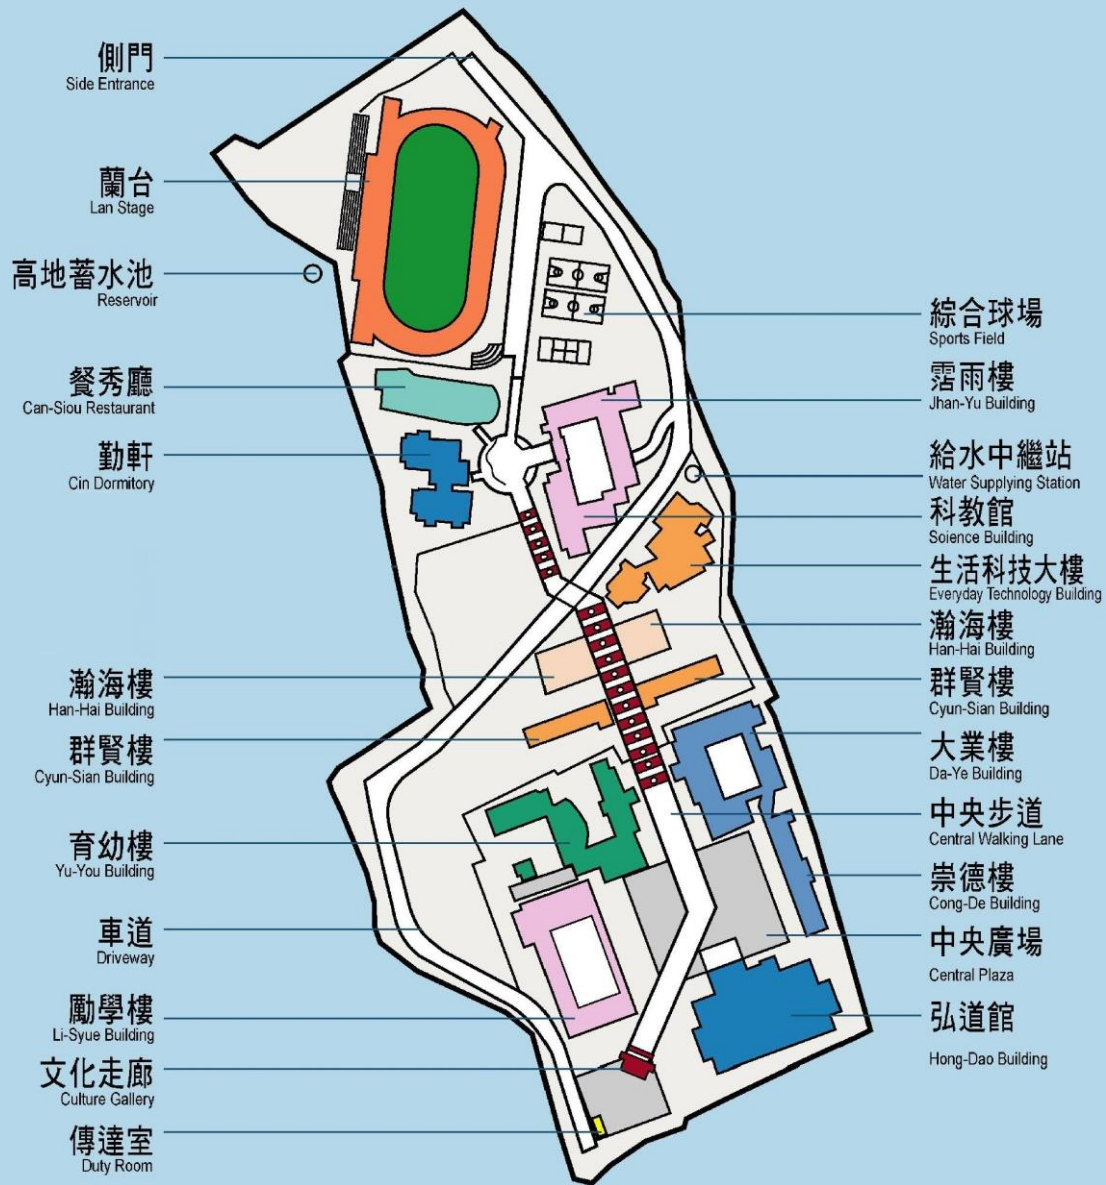 側門
Side Entrance
蘭台
Lan Stage
高地蓄水池
Reservoir
餐秀廳
Can-Siou Restaurant
勤軒
Cin Dormitory
瀚海樓
Han-Hai Building
群賢樓
Cyun-Sian Building
育幼樓
Yu-You Building
車道
Driveway
勵學樓
Li-Syue Building
文化走廊
Culture Gallery
傳達室
Duty Room
綜合球場
Sports Field
霑雨樓
Jhan-Yu Building
給水中繼站
Water Supplying Station
科教館
Soience Building
生活科技大樓
Everyday Technology Building
瀚海樓
Han-Hai Building
群賢樓
Cyun-Sian Building
大業樓
Da-Ye Building
中央步道
Central Walking Lane
崇德樓
Cong-De Building
中央廣場
Central Plaza
弘道館
Hong-Dao Building